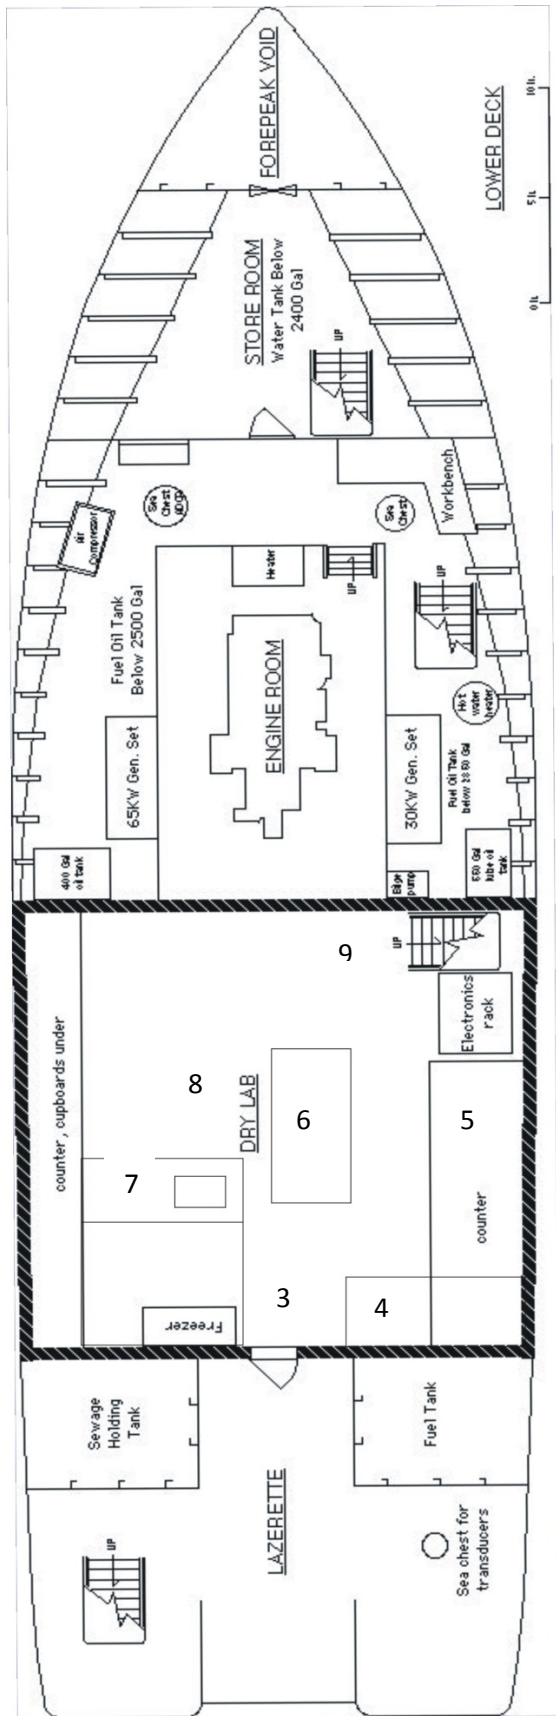 FOREPEAK VOID
LOWER DECK
10 ft.
5 ft.
0 ft.
STORE ROOM
Water Tank Below
2400 Gal
UP
Workbench
Sea
Chest
Sea
Chest
Air
Compressor
Heater
UP
UP
Fuel Oil Tank
Below 2500 Gal
ENGINE ROOM
Hot
water
heater
65KW Gen. Set
30KW Gen. Set
Fuel Oil Tank
400 Gal
oil tank
Bilge
pump
550 Gal
lube oil
tank
9
UP
Electronics
rack
counter, cupboards under
8
DRY LAB
6
5
7
counter
3
4
Freezer
Sewage
Holding
Tank
Fuel Tank
LAZERETTE
Sea chest for
transducers
UP